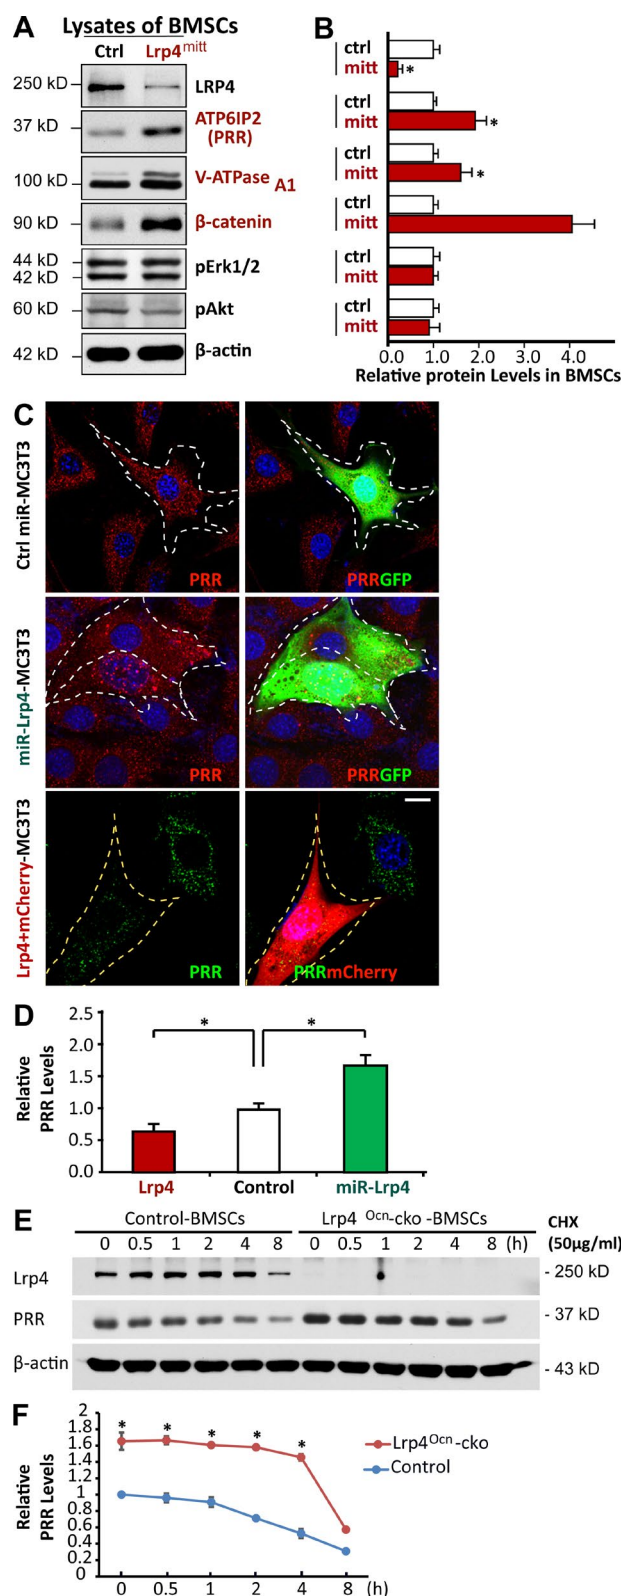 A
Lysates of BMSCs
Ctrl Lrp4mitt
250 kD LRP4
37 kD ATP6IP2
(PRR)
100 kD V-ATPase A1
90 kD β-catenin
44 kD
42 kD pErk1/2
60 kD pAkt
42 kD β-actin
B
ctrl
mitt *
ctrl
mitt *
ctrl
mitt *
ctrl
mitt
ctrl
mitt
ctrl
mitt
0.0 1.0 2.0 3.0 4.0
Relative protein Levels in BMSCs
C
Ctrl miR-MC3T3
PRR PRRGFP
miR-Lrp4-MC3T3
PRR PRRGFP
Lrp4+mCherry-MC3T3
PRR PRRmCherry
D
Relative
PRR Levels
2.5
2.0
1.5
1.0
0.5
0.0
* *
Lrp4 Control miR-Lrp4
E
Control-BMSCs Lrp4 Ocn-cko -BMSCs CHX
0 0.5 1 2 4 8 0 0.5 1 2 4 8 (h) (50μg/ml)
Lrp4 - 250 kD
PRR - 37 kD
β-actin - 43 kD
F
Relative
PRR Levels
2
1.8
1.6
1.4
1.2
1
0.8
0.6
0.4
0.2
0
* * * * *
Lrp4Ocn-cko
Control
0 0.5 1 2 4 8 (h)